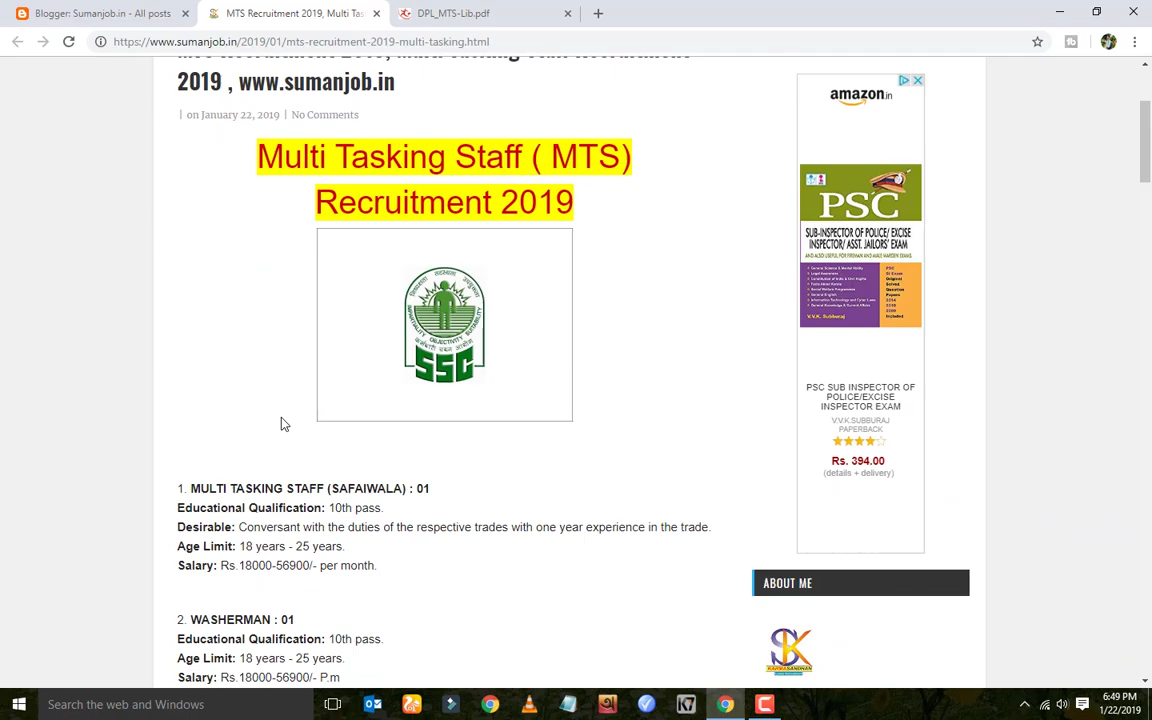 Blogger: Sumanjob.in - All posts
MTS Recruitment 2019, Multi Tas
DPL_MTS-Lib.pdf
https://www.sumanjob.in/2019/01/mts-recruitment-2019-multi-tasking.html
2019 , www.sumanjob.in
on January 22, 2019 | No Comments
Multi Tasking Staff ( MTS)
Recruitment 2019
IMPARTIALITY OBJECTIVITY SUITABILITY
SSC
1. MULTI TASKING STAFF (SAFAIWALA) : 01
Educational Qualification: 10th pass.
Desirable: Conversant with the duties of the respective trades with one year experience in the trade.
Age Limit: 18 years - 25 years.
Salary: Rs.18000-56900/- per month.
2. WASHERMAN : 01
Educational Qualification: 10th pass.
Age Limit: 18 years - 25 years.
Salary: Rs.18000-56900/- P.m
amazon.in
PSC
SUB-INSPECTOR OF POLICE/ EXCISE
INSPECTOR/ ASST. JAILORS' EXAM
V.V.K. Subburaj
PSC SUB INSPECTOR OF
POLICE/EXCISE
INSPECTOR EXAM
V.V.K.SUBBURAJ
PAPERBACK
Rs. 394.00
(details + delivery)
ABOUT ME
SK
Search the web and Windows
6:49 PM
1/22/2019